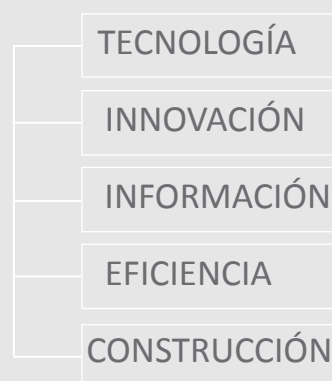 TECNOLOGÍA
INNOVACIÓN
INFORMACIÓN
EFICIENCIA
CONSTRUCCIÓN